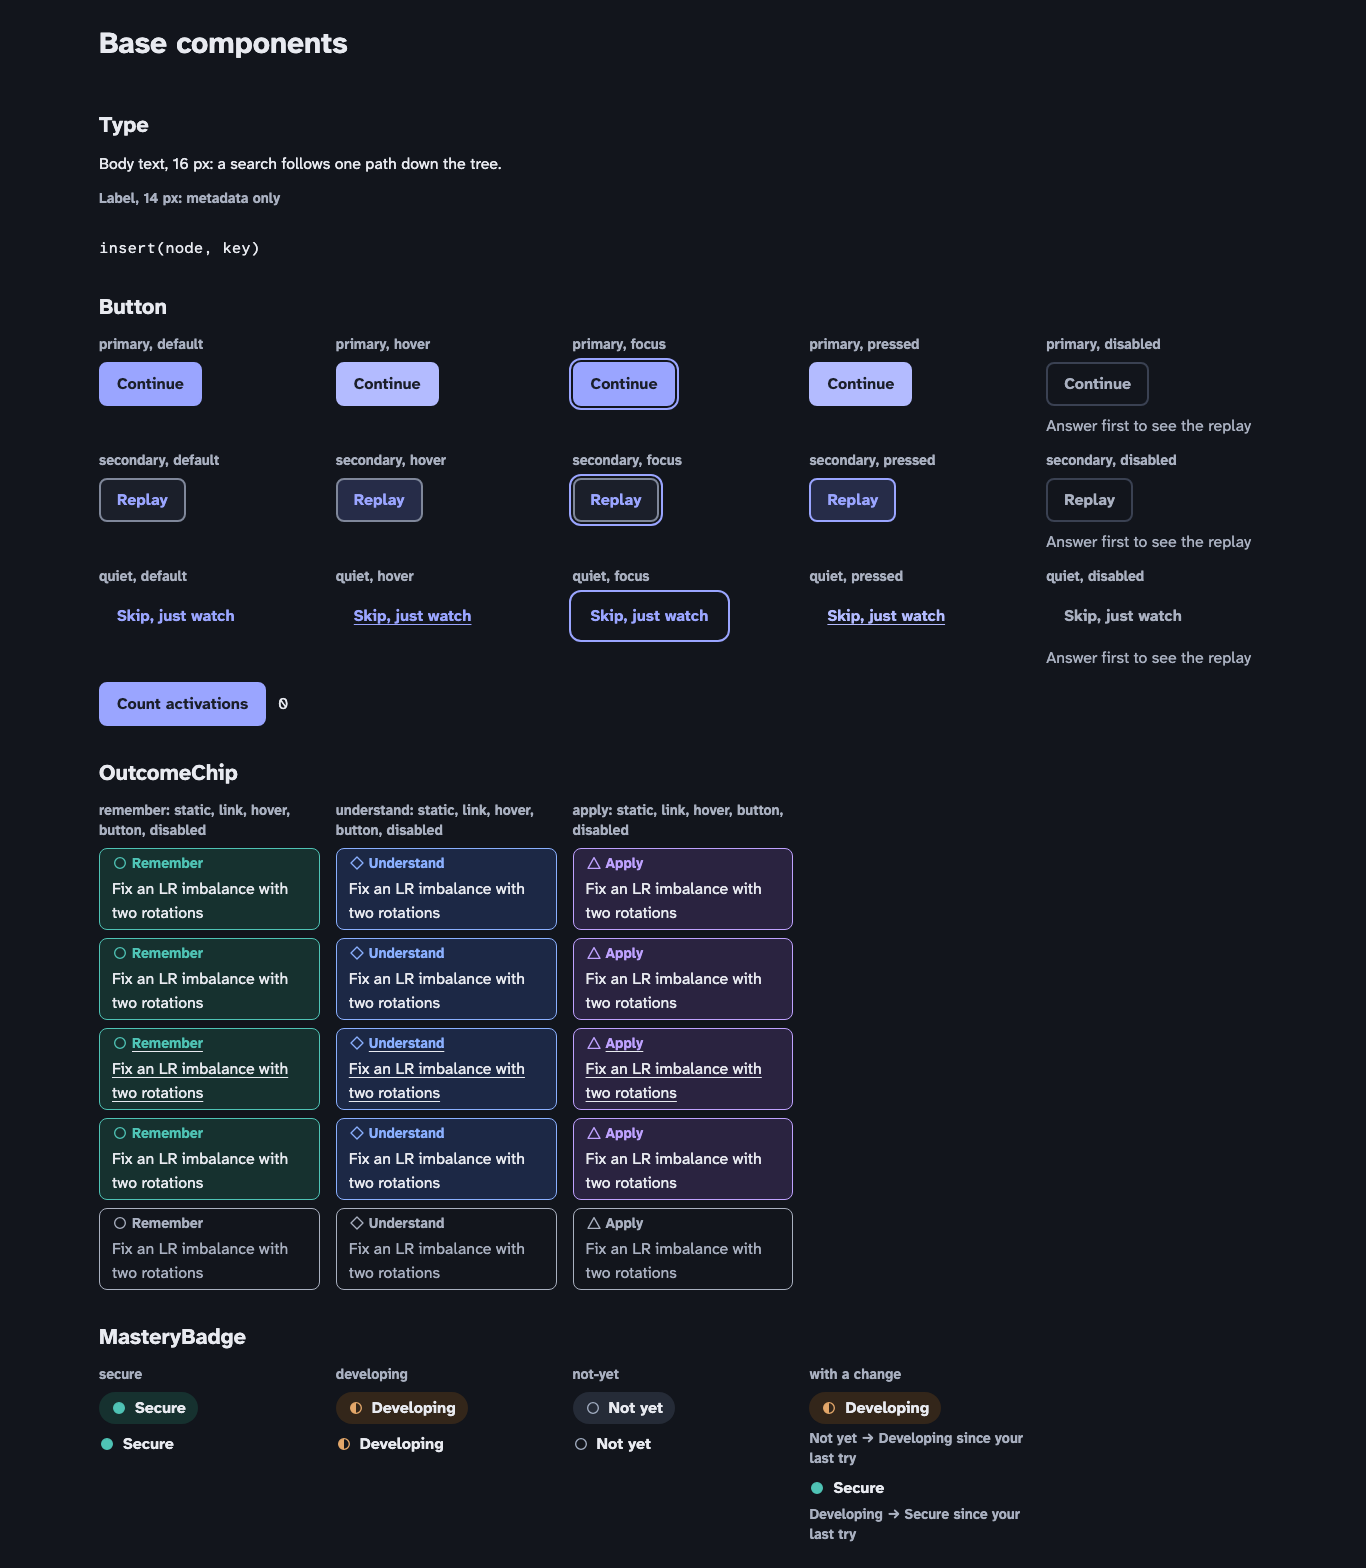 Base components
Type
Body text, 16 px: a search follows one path down the tree.
Label, 14 px: metadata only
insert(node, key)
Button
primary, default
primary, hover
primary, focus
primary, pressed
primary, disabled
Continue
Continue
Continue
Continue
Continue
Answer first to see the replay
secondary, default
secondary, hover
secondary, focus
secondary, pressed
secondary, disabled
Replay
Replay
Replay
Replay
Replay
Answer first to see the replay
quiet, default
quiet, hover
quiet, focus
quiet, pressed
quiet, disabled
Skip, just watch
Skip, just watch
Skip, just watch
Skip, just watch
Skip, just watch
Answer first to see the replay
Count activations
0
OutcomeChip
remember: static, link, hover,
button, disabled
Remember
Fix an LR imbalance with
two rotations
Remember
Fix an LR imbalance with
two rotations
Remember
Fix an LR imbalance with
two rotations
Remember
Fix an LR imbalance with
two rotations
Remember
Fix an LR imbalance with
two rotations
understand: static, link, hover,
button, disabled
Understand
Fix an LR imbalance with
two rotations
Understand
Fix an LR imbalance with
two rotations
Understand
Fix an LR imbalance with
two rotations
Understand
Fix an LR imbalance with
two rotations
Understand
Fix an LR imbalance with
two rotations
apply: static, link, hover, button,
disabled
Apply
Fix an LR imbalance with
two rotations
Apply
Fix an LR imbalance with
two rotations
Apply
Fix an LR imbalance with
two rotations
Apply
Fix an LR imbalance with
two rotations
Apply
Fix an LR imbalance with
two rotations
MasteryBadge
secure
Secure
Secure
developing
Developing
Developing
not-yet
Not yet
Not yet
with a change
Developing
Not yet → Developing since your
last try
Secure
Developing → Secure since your
last try